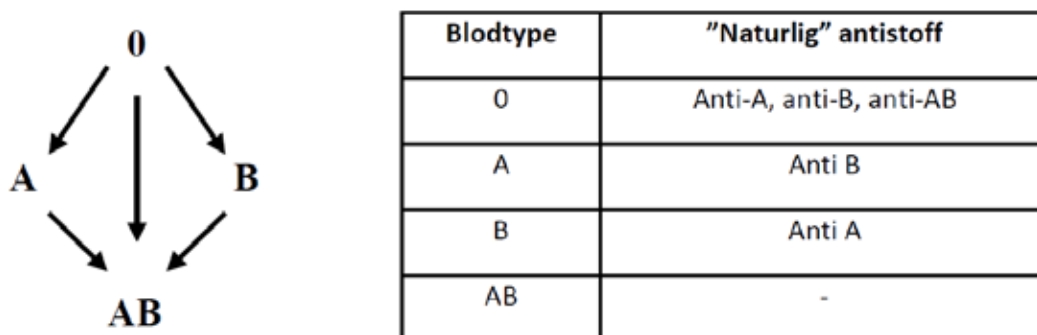 0
A B
AB
Blodtype ”Naturlig” antistoff
0 Anti-A, anti-B, anti-AB
A Anti B
B Anti A
AB -